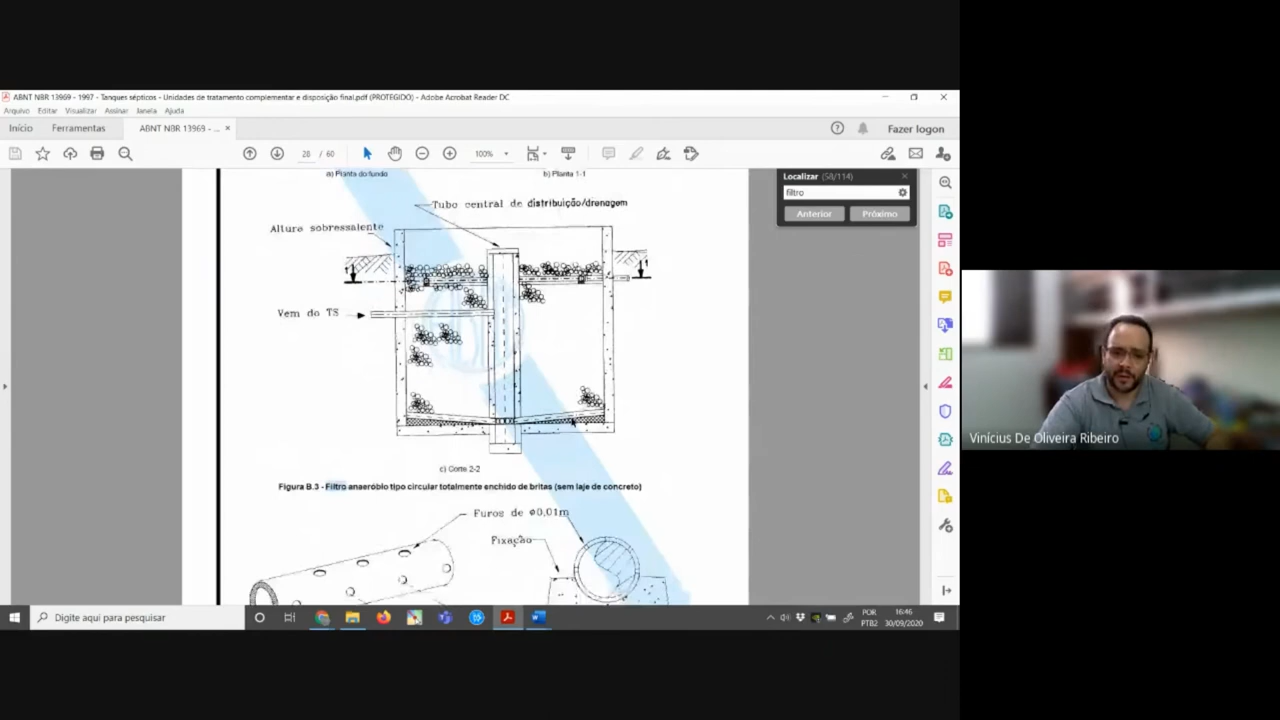 ABNT NBR 13969 - 1997 - Tanques sépticos - Unidades de tratamento complementar e disposição final.pdf (PROTEGIDO) - Adobe Acrobat Reader DC
Arquivo Editar Visualizar Assinar Janela Ajuda
Início Ferramentas ABNT NBR 13969 - ... × Fazer logon
28 / 60 100%
a) Planta do fundo b) Planta 1-1
Localizar (58/114)
filtro
Anterior Próximo
Tubo central de distribuição/drenagem
Altura sobressalente
1 1
Vem do TS
c) Corte 2-2
Figura B.3 - Filtro anaeróbio tipo circular totalmente enchido de britas (sem laje de concreto)
Furos de ø0,01m
Fixação
Vinícius De Oliveira Ribeiro
Digite aqui para pesquisar
POR
PTB2
16:46
30/09/2020